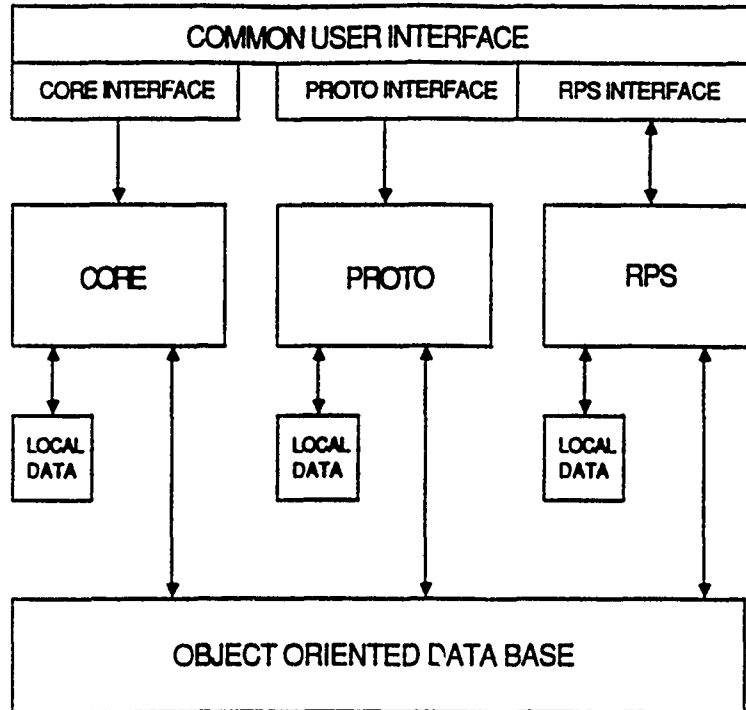 COMMON USER INTERFACE
CORE INTERFACE
PROTO INTERFACE
RPS INTERFACE
CORE
PROTO
RPS
LOCAL
DATA
LOCAL
DATA
LOCAL
DATA
OBJECT ORIENTED DATA BASE